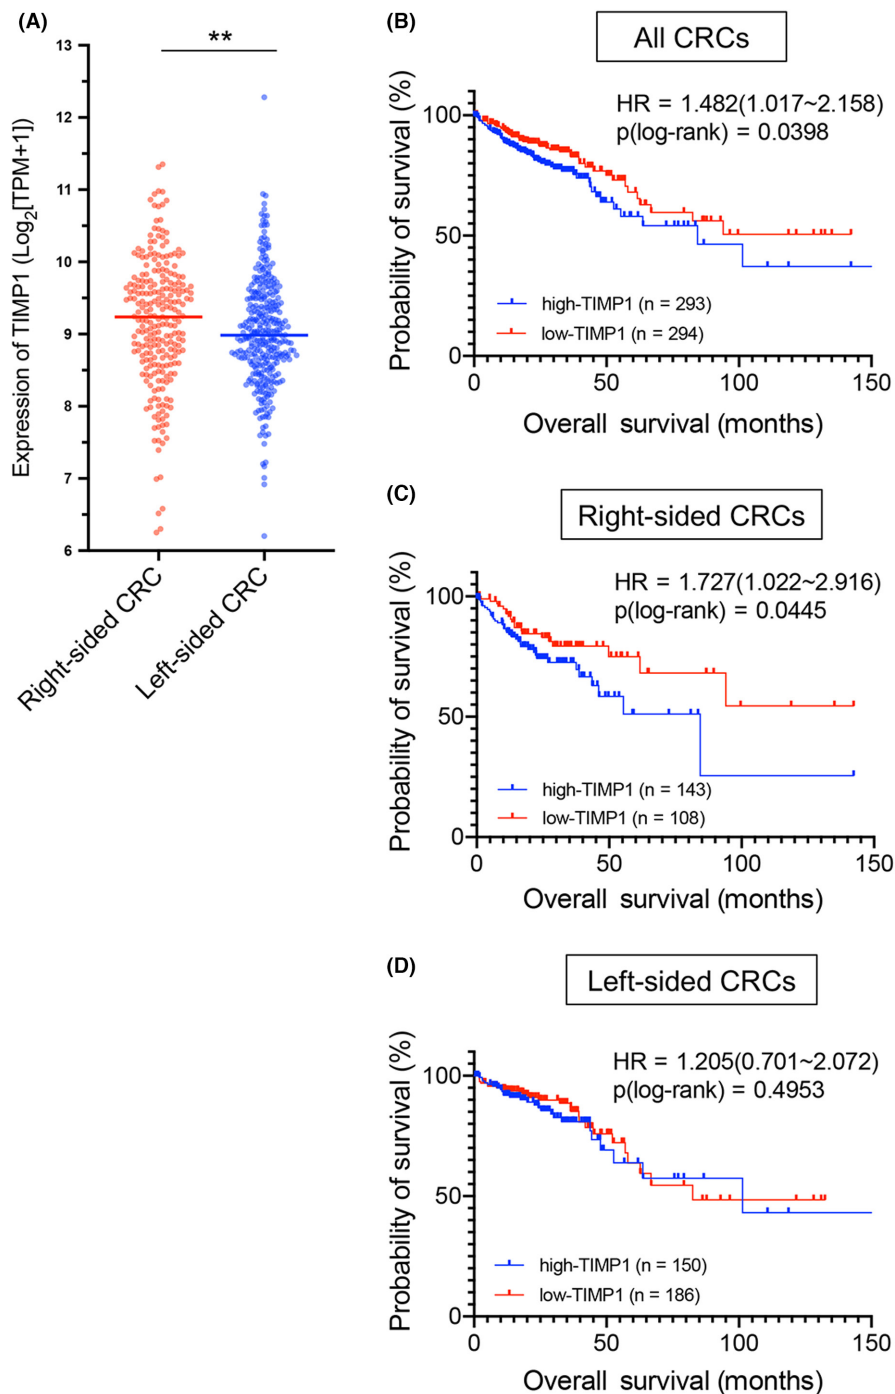 (A)
**
13
12
11
10
9
8
7
6
Expression of TIMP1 (Log2[TPM+1])
Right-sided CRC
Left-sided CRC
(B)
All CRCs
HR = 1.482(1.017~2.158)
p(log-rank) = 0.0398
Probability of survival (%)
100
50
0
high-TIMP1 (n = 293)
low-TIMP1 (n = 294)
0 50 100 150
Overall survival (months)
(C)
Right-sided CRCs
HR = 1.727(1.022~2.916)
p(log-rank) = 0.0445
Probability of survival (%)
100
50
0
high-TIMP1 (n = 143)
low-TIMP1 (n = 108)
0 50 100 150
Overall survival (months)
(D)
Left-sided CRCs
HR = 1.205(0.701~2.072)
p(log-rank) = 0.4953
Probability of survival (%)
100
50
0
high-TIMP1 (n = 150)
low-TIMP1 (n = 186)
0 50 100 150
Overall survival (months)